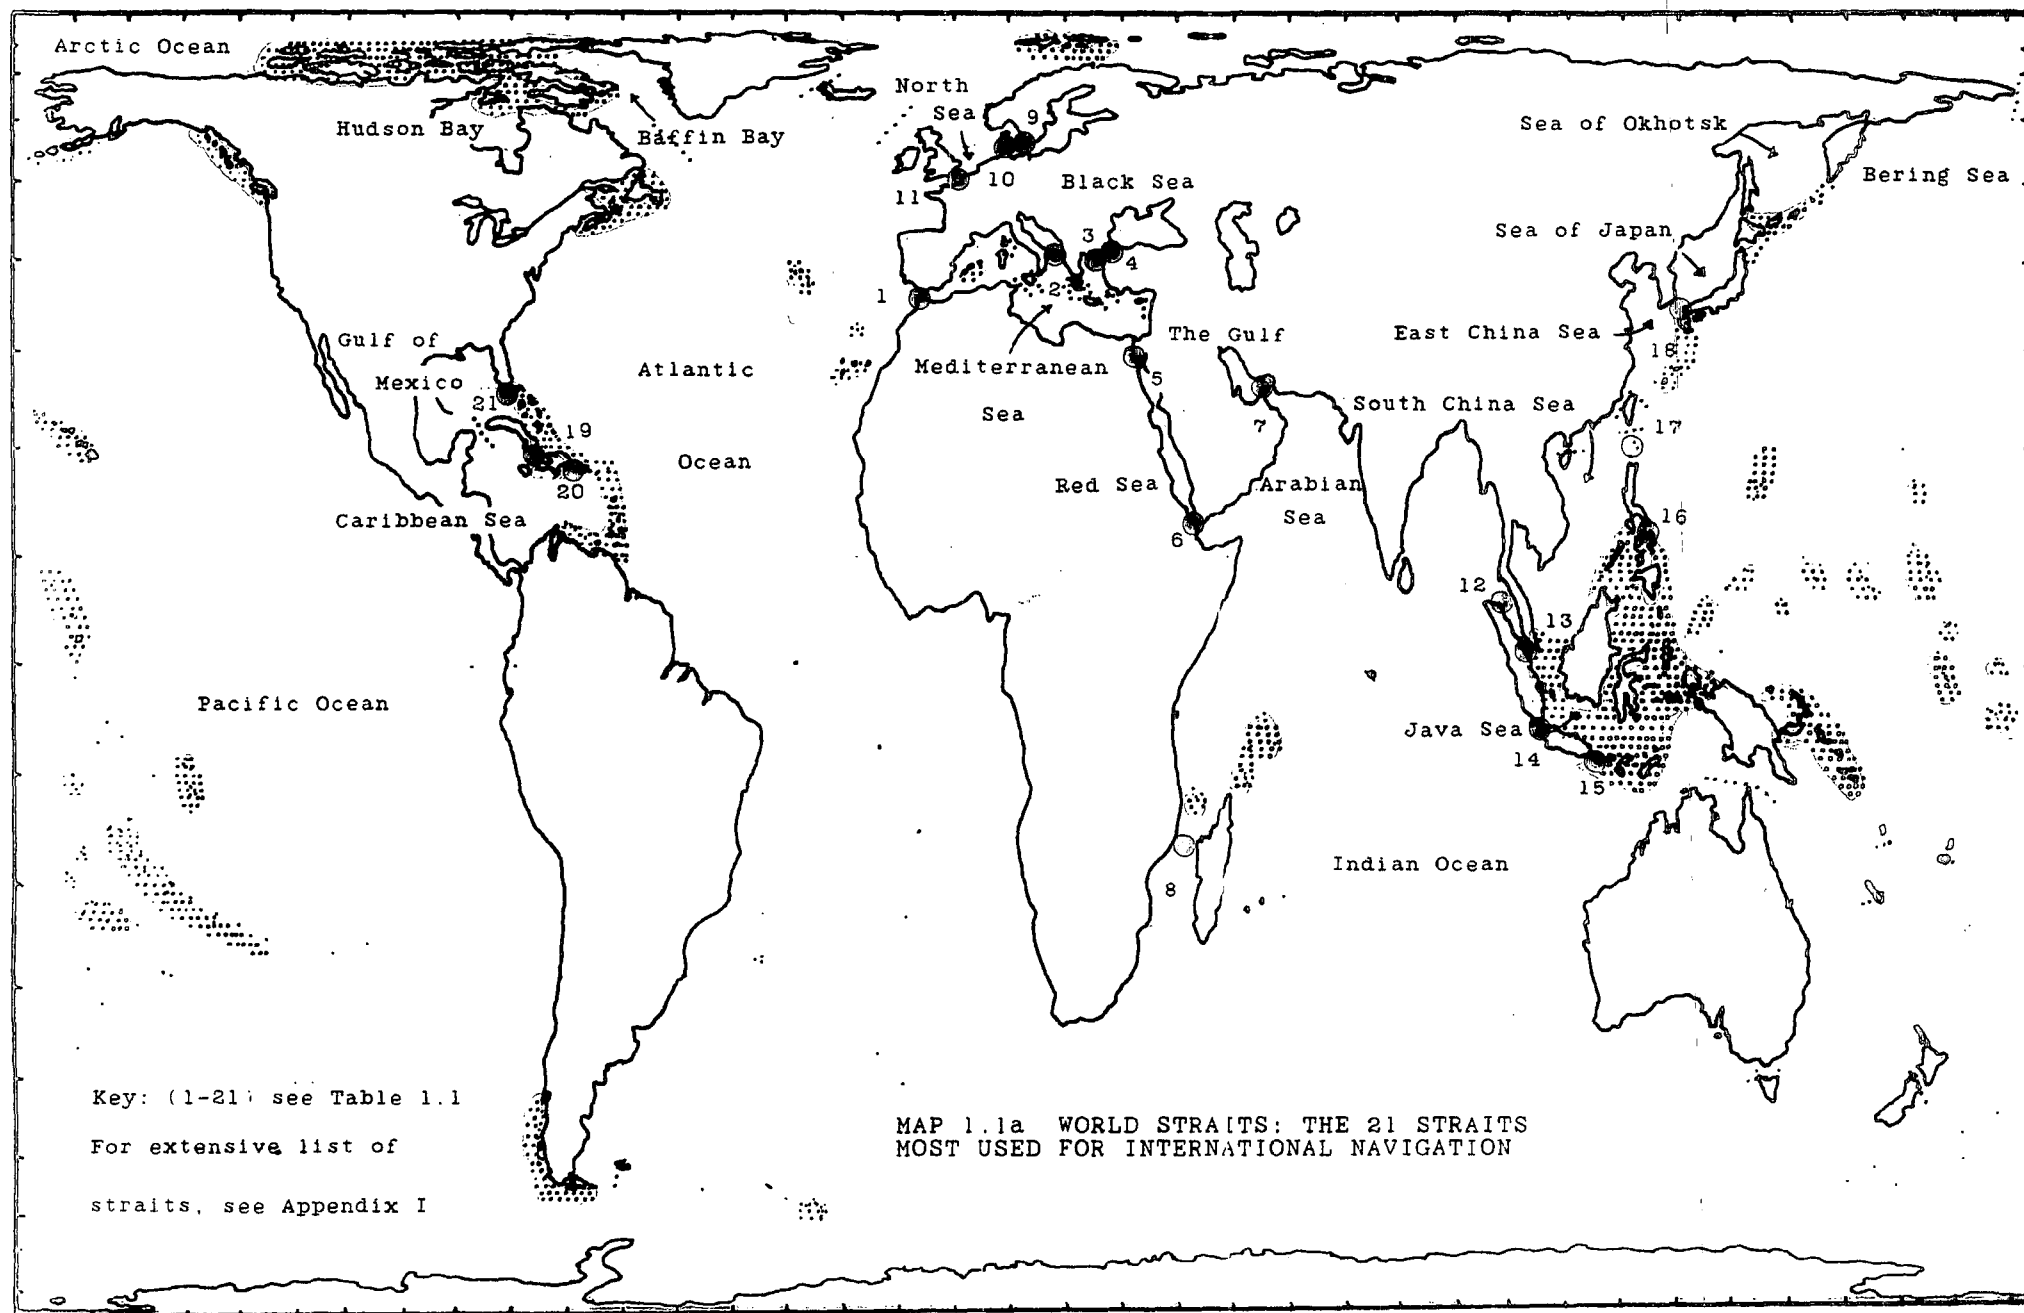 Arctic Ocean
North
Sea
9
Hudson Bay
Baffin Bay
Sea of Okhotsk
10
Black Sea
Bering Sea
11
3
Sea of Japan
4
1
2
The Gulf
East China Sea
Gulf of
18
Mexico
Atlantic
Mediterranean
5
21
Sea
South China Sea
7
17
19
Ocean
20
Red Sea
Arabian
Sea
Caribbean Sea
16
6
12
13
Pacific Ocean
Java Sea
14
15
Indian Ocean
8
Key: (1-21) see Table 1.1
For extensive list of
straits, see Appendix I
MAP 1.1a WORLD STRAITS: THE 21 STRAITS
MOST USED FOR INTERNATIONAL NAVIGATION